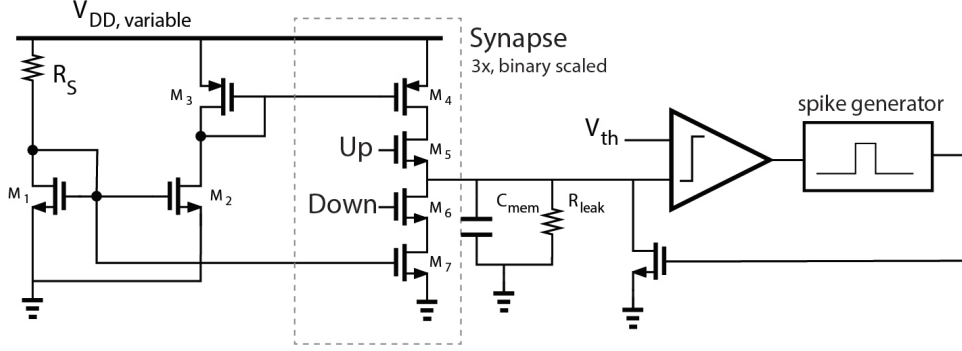 V_DD, variable
R_S
M_1
M_2
M_3
Synapse
3x, binary scaled
M_4
Up
M_5
Down
M_6
M_7
C_mem
R_leak
V_th
spike generator